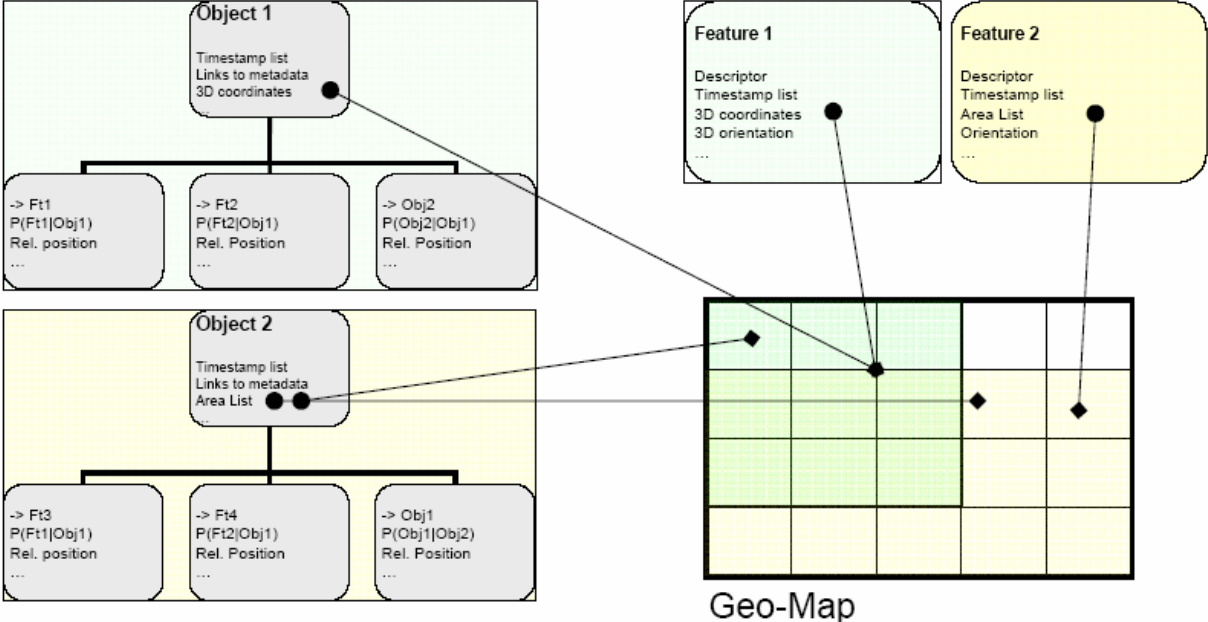 Object 1
Timestamp list
Links to metadata
3D coordinates
...
-> Ft1
P(Ft1|Obj1)
Rel. position
...
-> Ft2
P(Ft2|Obj1)
Rel. Position
...
-> Obj2
P(Obj2|Obj1)
Rel. Position
...
Feature 1
Descriptor
Timestamp list
3D coordinates
3D orientation
...
Feature 2
Descriptor
Timestamp list
Area List
Orientation
...
Object 2
Timestamp list
Links to metadata
Area List
...
-> Ft3
P(Ft1|Obj1)
Rel. position
...
-> Ft4
P(Ft2|Obj1)
Rel. Position
...
-> Obj1
P(Obj1|Obj2)
Rel. Position
...
Geo-Map